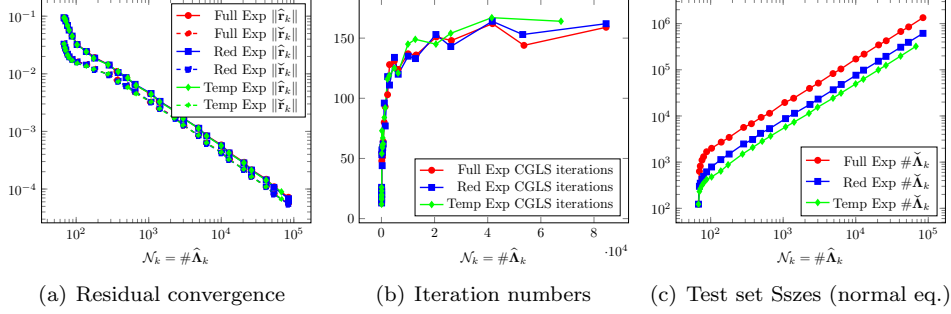 10^{-1}
10^{-2}
10^{-3}
10^{-4}
10^2
10^3
10^4
10^5
Full Exp ‖r̂_k‖
Full Exp ‖r̆_k‖
Red Exp ‖r̂_k‖
Red Exp ‖r̆_k‖
Temp Exp ‖r̂_k‖
Temp Exp ‖r̆_k‖
𝒩_k = #Λ̂_k
(a) Residual convergence
150
100
50
0
0
2
4
6
8
·10^4
Full Exp CGLS iterations
Red Exp CGLS iterations
Temp Exp CGLS iterations
𝒩_k = #Λ̂_k
(b) Iteration numbers
10^6
10^5
10^4
10^3
10^2
10^2
10^3
10^4
10^5
Full Exp #Λ̆_k
Red Exp #Λ̆_k
Temp Exp #Λ̆_k
𝒩_k = #Λ̂_k
(c) Test set Sszes (normal eq.)